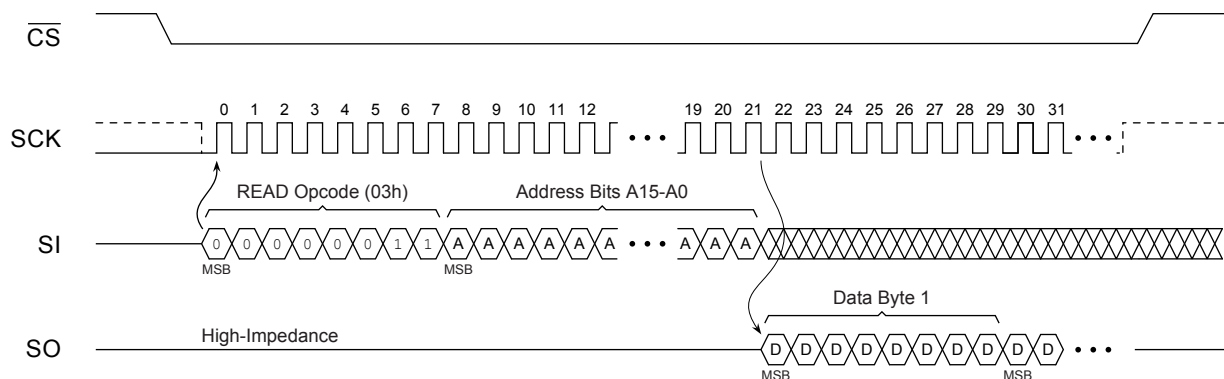 CS
0 1 2 3 4 5 6 7 8 9 10 11 12 19 20 21 22 23 24 25 26 27 28 29 30 31
SCK
READ Opcode (03h) Address Bits A15-A0
SI 0 0 0 0 0 0 1 1 A A A A A A A A A
MSB MSB
Data Byte 1
High-Impedance
SO D D D D D D D D D D
MSB MSB